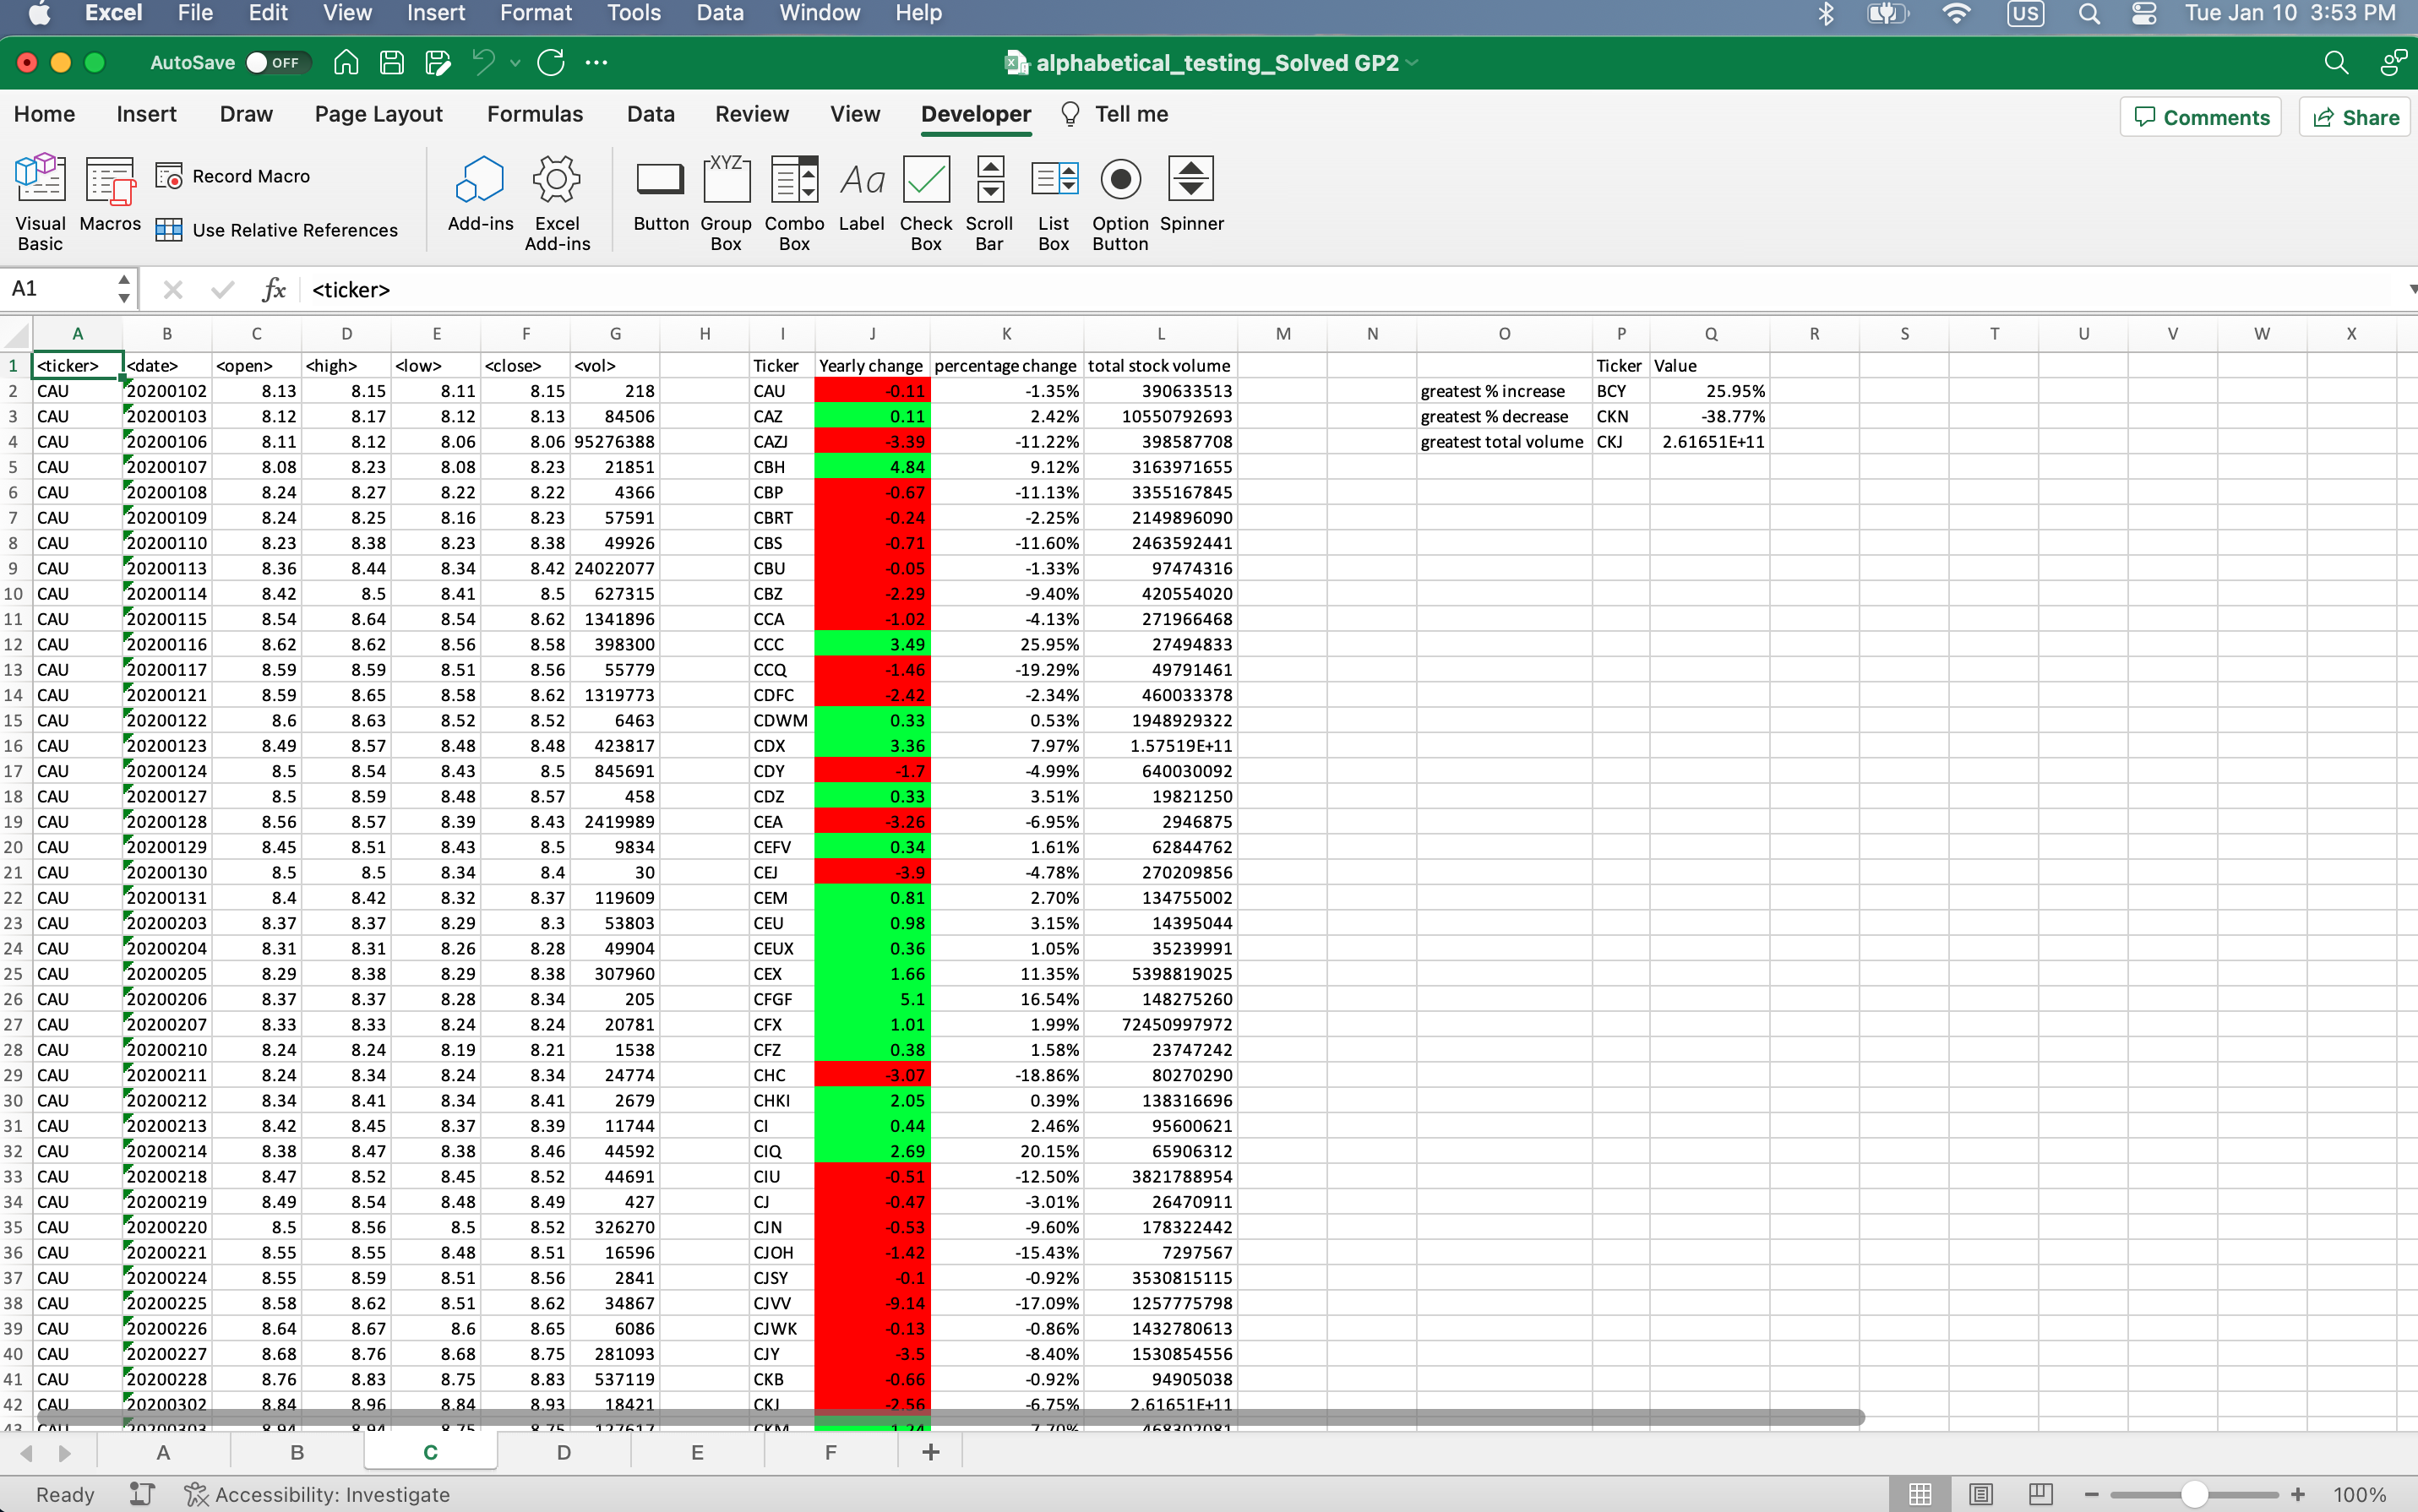 Excel File Edit View Insert Format Tools Data Window Help US Tue Jan 10 3:53 PM
AutoSave OFF alphabetical_testing_Solved GP2
Home Insert Draw Page Layout Formulas Data Review View Developer Tell me Comments Share
Visual Basic Macros Record Macro Use Relative References Add-ins Excel Add-ins Button XYZ Group Box Combo Box Aa Label Check Box Scroll Bar List Box Option Button Spinner
A1 fx <ticker>
A B C D E F G H I J K L M N O P Q R S T U V W X
1 <ticker> <date> <open> <high> <low> <close> <vol> Ticker Yearly change percentage change total stock volume Ticker Value
2 CAU 20200102 8.13 8.15 8.11 8.15 218 CAU -0.11 -1.35% 390633513 greatest % increase BCY 25.95%
3 CAU 20200103 8.12 8.17 8.12 8.13 84506 CAZ 0.11 2.42% 10550792693 greatest % decrease CKN -38.77%
4 CAU 20200106 8.11 8.12 8.06 8.06 95276388 CAZJ -3.39 -11.22% 398587708 greatest total volume CKJ 2.61651E+11
5 CAU 20200107 8.08 8.23 8.08 8.23 21851 CBH 4.84 9.12% 3163971655
6 CAU 20200108 8.24 8.27 8.22 8.22 4366 CBP -0.67 -11.13% 3355167845
7 CAU 20200109 8.24 8.25 8.16 8.23 57591 CBRT -0.24 -2.25% 2149896090
8 CAU 20200110 8.23 8.38 8.23 8.38 49926 CBS -0.71 -11.60% 2463592441
9 CAU 20200113 8.36 8.44 8.34 8.42 24022077 CBU -0.05 -1.33% 97474316
10 CAU 20200114 8.42 8.5 8.41 8.5 627315 CBZ -2.29 -9.40% 420554020
11 CAU 20200115 8.54 8.64 8.54 8.62 1341896 CCA -1.02 -4.13% 271966468
12 CAU 20200116 8.62 8.62 8.56 8.58 398300 CCC 3.49 25.95% 27494833
13 CAU 20200117 8.59 8.59 8.51 8.56 55779 CCQ -1.46 -19.29% 49791461
14 CAU 20200121 8.59 8.65 8.58 8.62 1319773 CDFC -2.42 -2.34% 460033378
15 CAU 20200122 8.6 8.63 8.52 8.52 6463 CDWM 0.33 0.53% 1948929322
16 CAU 20200123 8.49 8.57 8.48 8.48 423817 CDX 3.36 7.97% 1.57519E+11
17 CAU 20200124 8.5 8.54 8.43 8.5 845691 CDY -1.7 -4.99% 640030092
18 CAU 20200127 8.5 8.59 8.48 8.57 458 CDZ 0.33 3.51% 19821250
19 CAU 20200128 8.56 8.57 8.39 8.43 2419989 CEA -3.26 -6.95% 2946875
20 CAU 20200129 8.45 8.51 8.43 8.5 9834 CEFV 0.34 1.61% 62844762
21 CAU 20200130 8.5 8.5 8.34 8.4 30 CEJ -3.9 -4.78% 270209856
22 CAU 20200131 8.4 8.42 8.32 8.37 119609 CEM 0.81 2.70% 134755002
23 CAU 20200203 8.37 8.37 8.29 8.3 53803 CEU 0.98 3.15% 14395044
24 CAU 20200204 8.31 8.31 8.26 8.28 49904 CEUX 0.36 1.05% 35239991
25 CAU 20200205 8.29 8.38 8.29 8.38 307960 CEX 1.66 11.35% 5398819025
26 CAU 20200206 8.37 8.37 8.28 8.34 205 CFGF 5.1 16.54% 148275260
27 CAU 20200207 8.33 8.33 8.24 8.24 20781 CFX 1.01 1.99% 72450997972
28 CAU 20200210 8.24 8.24 8.19 8.21 1538 CFZ 0.38 1.58% 23747242
29 CAU 20200211 8.24 8.34 8.24 8.34 24774 CHC -3.07 -18.86% 80270290
30 CAU 20200212 8.34 8.41 8.34 8.41 2679 CHKI 2.05 0.39% 138316696
31 CAU 20200213 8.42 8.45 8.37 8.39 11744 CI 0.44 2.46% 95600621
32 CAU 20200214 8.38 8.47 8.38 8.46 44592 CIQ 2.69 20.15% 65906312
33 CAU 20200218 8.47 8.52 8.45 8.52 44691 CIU -0.51 -12.50% 3821788954
34 CAU 20200219 8.49 8.54 8.48 8.49 427 CJ -0.47 -3.01% 26470911
35 CAU 20200220 8.5 8.56 8.5 8.52 326270 CJN -0.53 -9.60% 178322442
36 CAU 20200221 8.55 8.55 8.48 8.51 16596 CJOH -1.42 -15.43% 7297567
37 CAU 20200224 8.55 8.59 8.51 8.56 2841 CJSY -0.1 -0.92% 3530815115
38 CAU 20200225 8.58 8.62 8.51 8.62 34867 CJVV -9.14 -17.09% 1257775798
39 CAU 20200226 8.64 8.67 8.6 8.65 6086 CJWK -0.13 -0.86% 1432780613
40 CAU 20200227 8.68 8.76 8.68 8.75 281093 CJY -3.5 -8.40% 1530854556
41 CAU 20200228 8.76 8.83 8.75 8.83 537119 CKB -0.66 -0.92% 94905038
42 CAU 20200302 8.84 8.96 8.84 8.93 18421 CKJ -2.56 -6.75% 2.61651E+11
43 CAU 20200303 8.94 8.94 8.75 8.75 127617 CKM 1.24 7.70% 468302081
A B C D E F +
Ready Accessibility: Investigate 100%